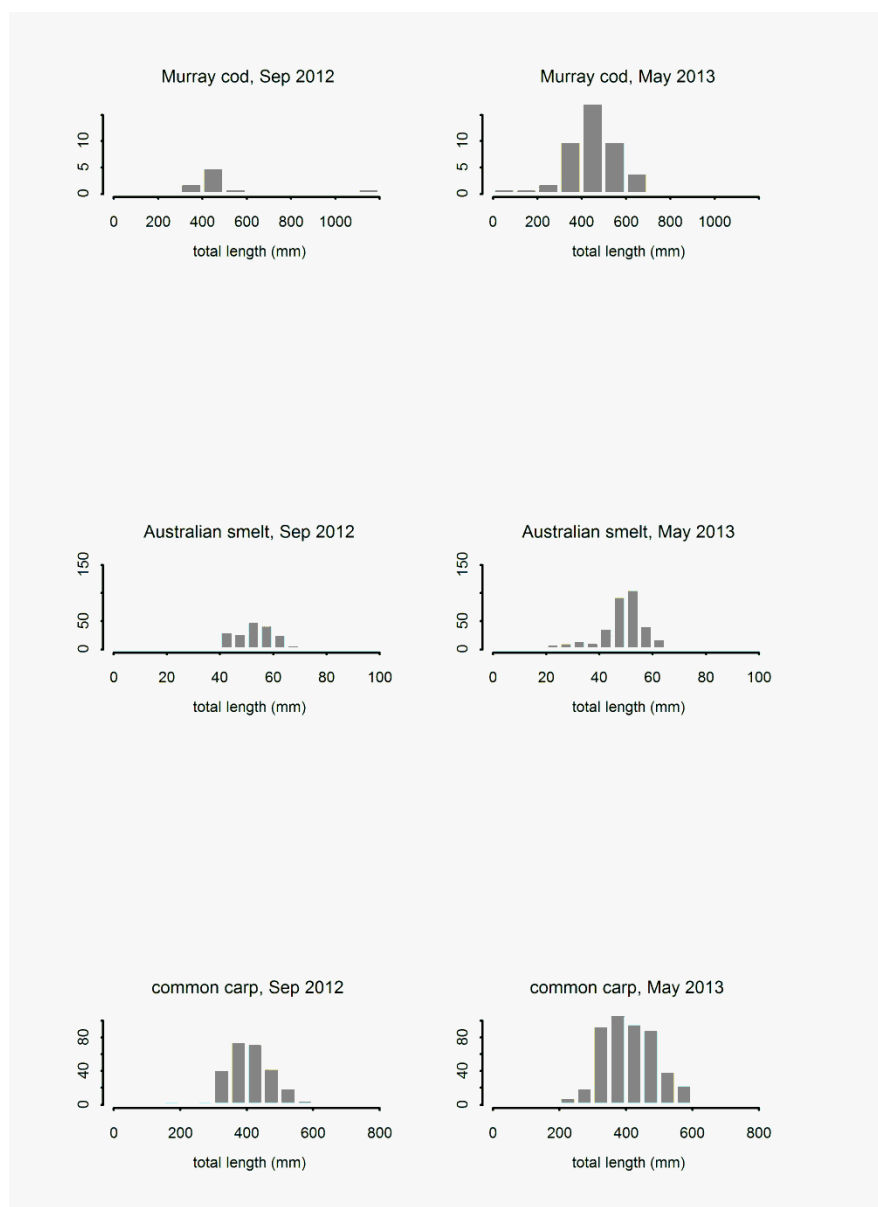 Murray cod, Sep 2012
0 5 10
0 200 400 600 800 1000
total length (mm)
Murray cod, May 2013
0 5 10
0 200 400 600 800 1000
total length (mm)
Australian smelt, Sep 2012
0 50 150
0 20 40 60 80 100
total length (mm)
Australian smelt, May 2013
0 50 150
0 20 40 60 80 100
total length (mm)
common carp, Sep 2012
0 40 80
0 200 400 600 800
total length (mm)
common carp, May 2013
0 40 80
0 200 400 600 800
total length (mm)